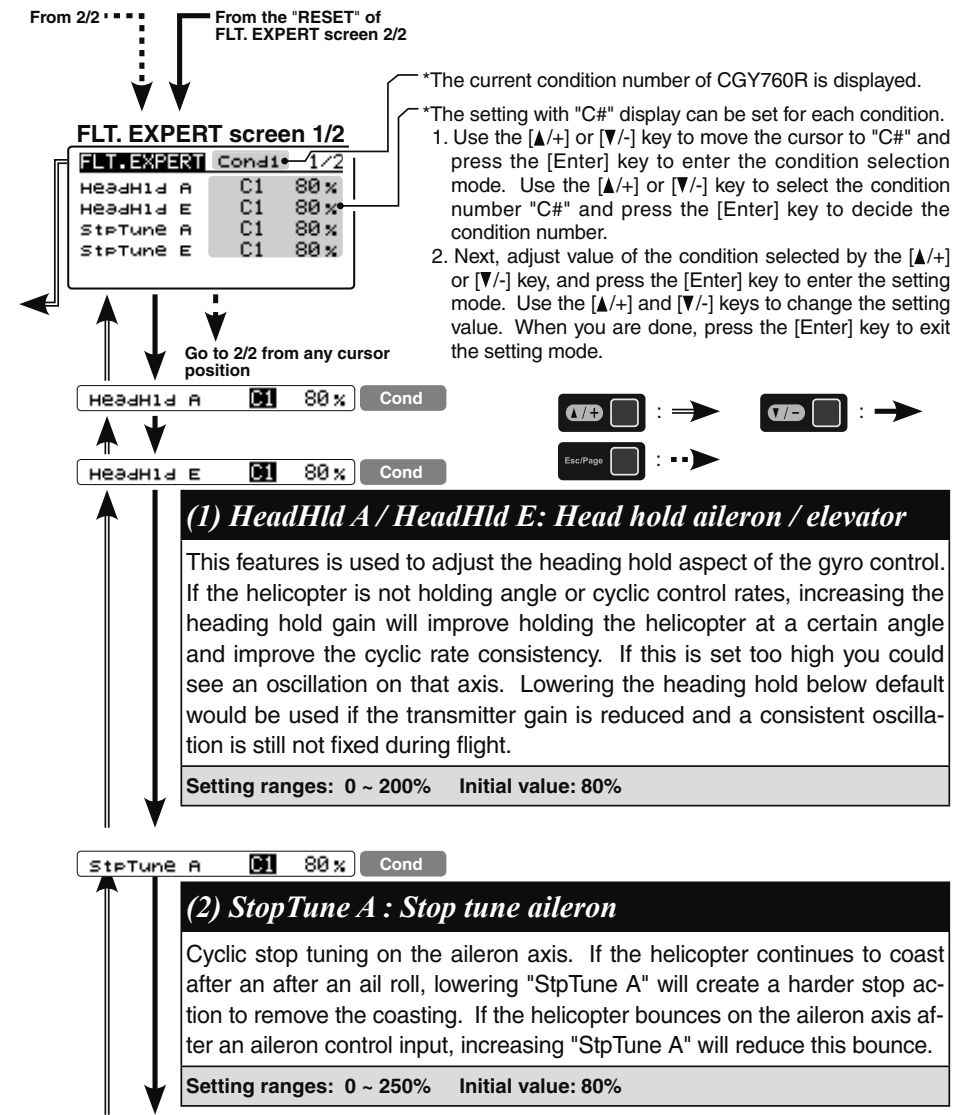 From 2/2
From the "RESET" of
FLT. EXPERT screen 2/2
*The current condition number of CGY760R is displayed.
*The setting with "C#" display can be set for each condition.
1. Use the [▲/+] or [▼/-] key to move the cursor to "C#" and
press the [Enter] key to enter the condition selection
mode. Use the [▲/+] or [▼/-] key to select the condition
number "C#" and press the [Enter] key to decide the
condition number.
2. Next, adjust value of the condition selected by the [▲/+]
or [▼/-] key, and press the [Enter] key to enter the setting
mode. Use the [▲/+] and [▼/-] keys to change the setting
value. When you are done, press the [Enter] key to exit
the setting mode.
FLT. EXPERT screen 1/2
FLT.EXPERT Cond1 1/2
HeadHld A C1 80%
HeadHld E C1 80%
StpTune A C1 80%
StpTune E C1 80%
Go to 2/2 from any cursor
position
HeadHld A C1 80% Cond
▲/+ :
▼/- :
Esc/Page :
HeadHld E C1 80% Cond
(1) HeadHld A / HeadHld E: Head hold aileron / elevator
This features is used to adjust the heading hold aspect of the gyro control.
If the helicopter is not holding angle or cyclic control rates, increasing the
heading hold gain will improve holding the helicopter at a certain angle
and improve the cyclic rate consistency. If this is set too high you could
see an oscillation on that axis. Lowering the heading hold below default
would be used if the transmitter gain is reduced and a consistent oscilla-
tion is still not fixed during flight.
Setting ranges: 0 ~ 200% Initial value: 80%
StpTune A C1 80% Cond
(2) StopTune A : Stop tune aileron
Cyclic stop tuning on the aileron axis. If the helicopter continues to coast
after an after an ail roll, lowering "StpTune A" will create a harder stop ac-
tion to remove the coasting. If the helicopter bounces on the aileron axis af-
ter an aileron control input, increasing "StpTune A" will reduce this bounce.
Setting ranges: 0 ~ 250% Initial value: 80%